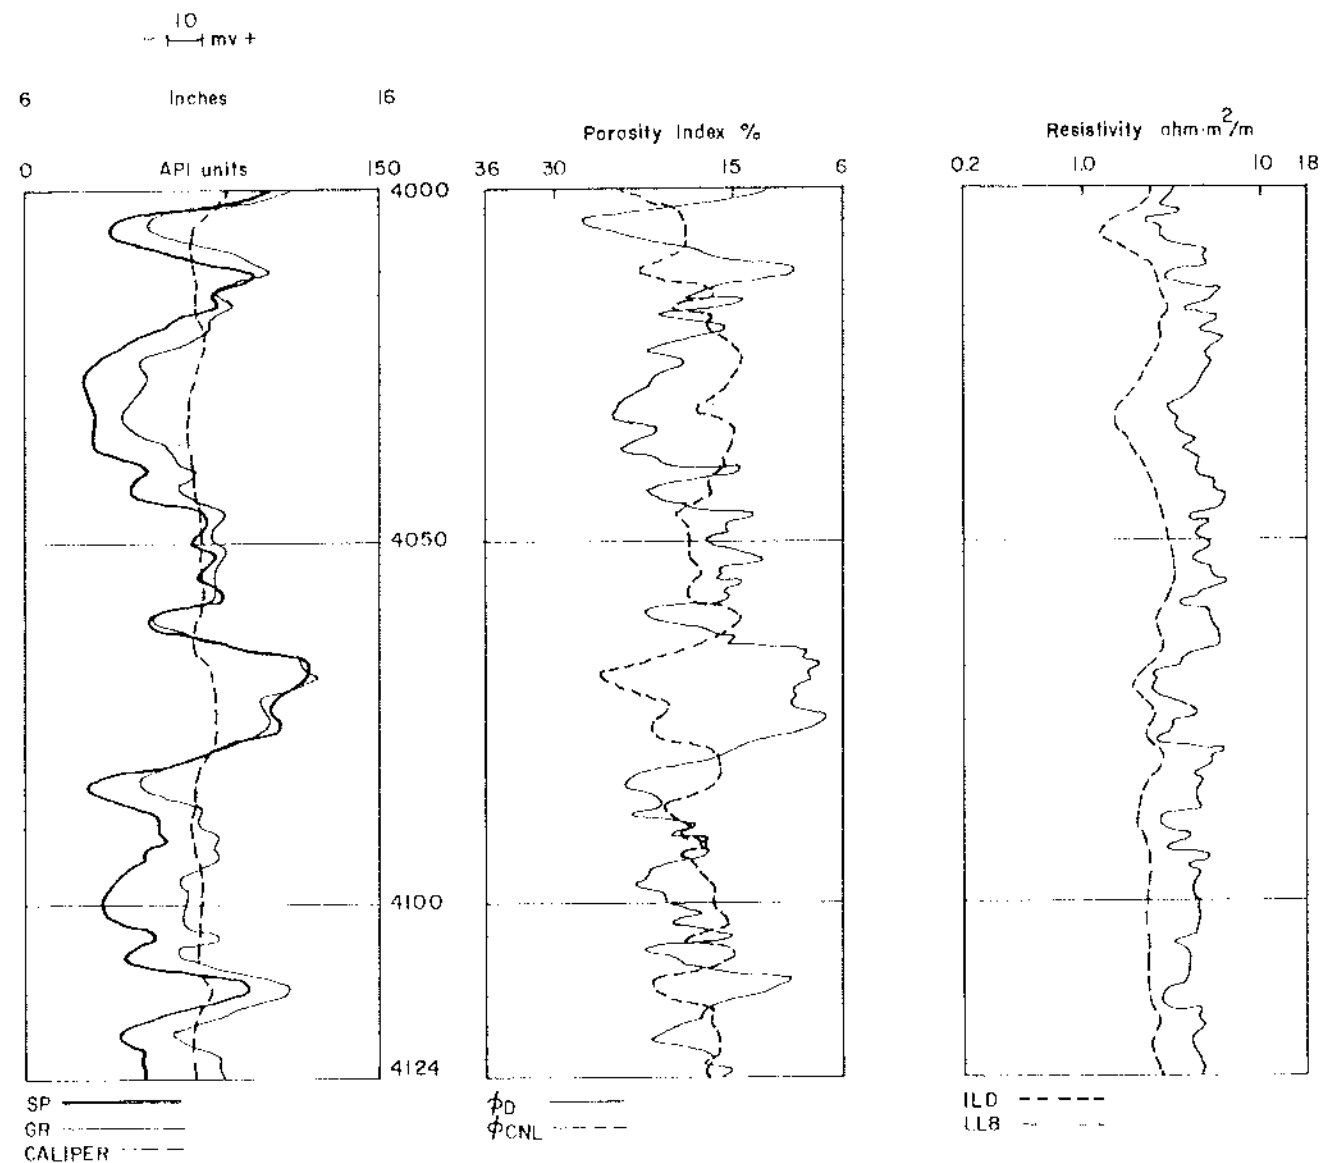 10
- mv +
6 Inches 16
Porosity Index %
Resistivity ohm·m²/m
0 API units 150
36 30 15 6
0.2 1.0 10 18
4000
4050
4100
4124
SP
GR
CALIPER
ϕD
ϕCNL
ILD
LL8